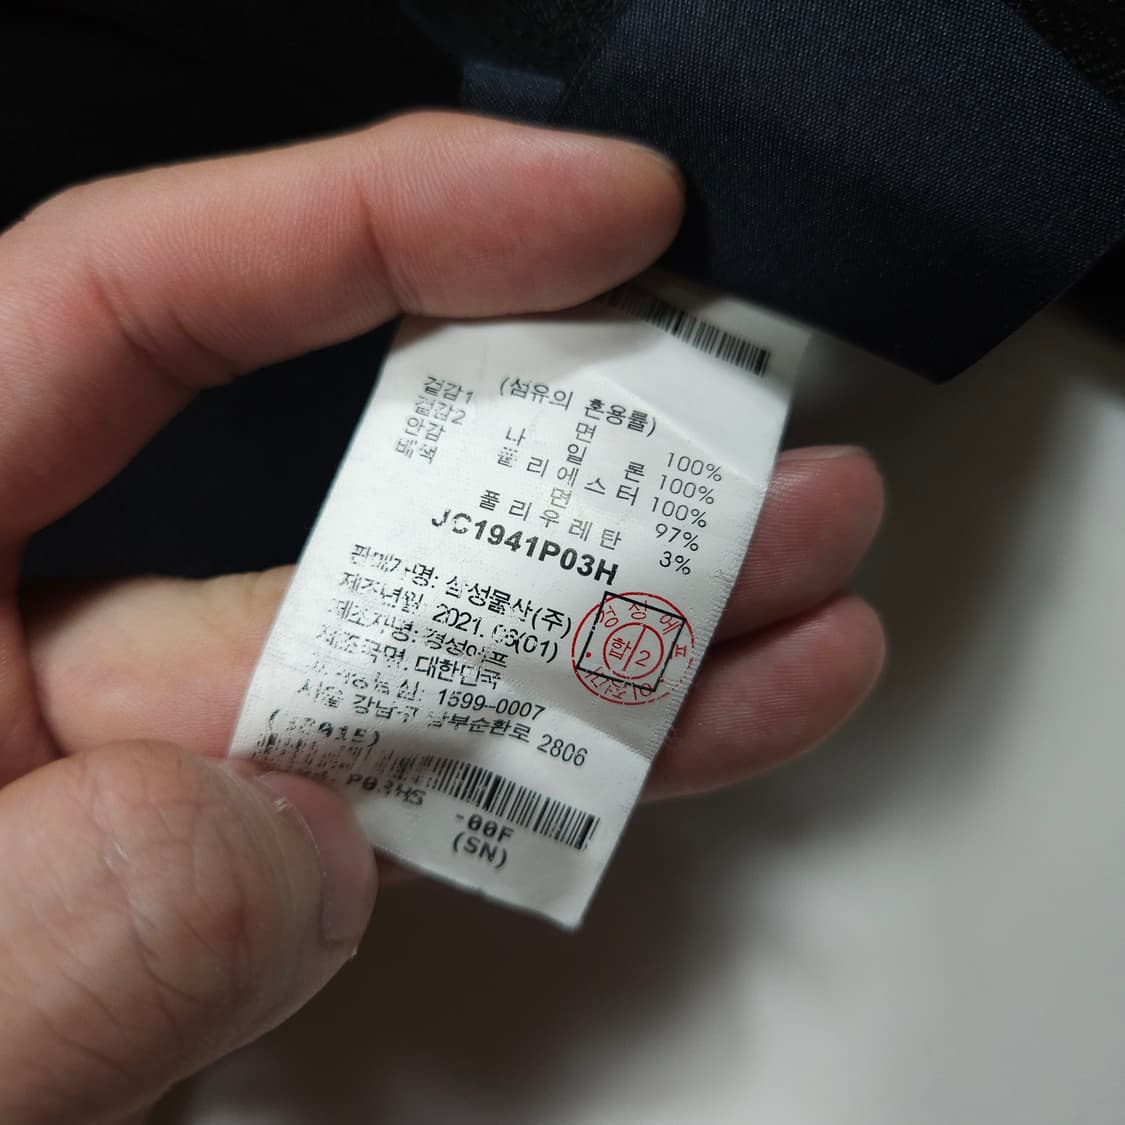 (섬유의 혼용률)
겉감1 면 100%
겉감2 나 일 론 100%
안감 폴 리 에 스 터 100%
배색 면 97%
폴 리 우 레 탄 3%
JC1941P03H
판매자명: 삼성물산(주)
제조년월: 2021. 06(01)
제조자명: 경성어프
제조국명: 대한민국
1599-0007
서울 강남구 남부순환로 2806
-00F
(SN)
합 2